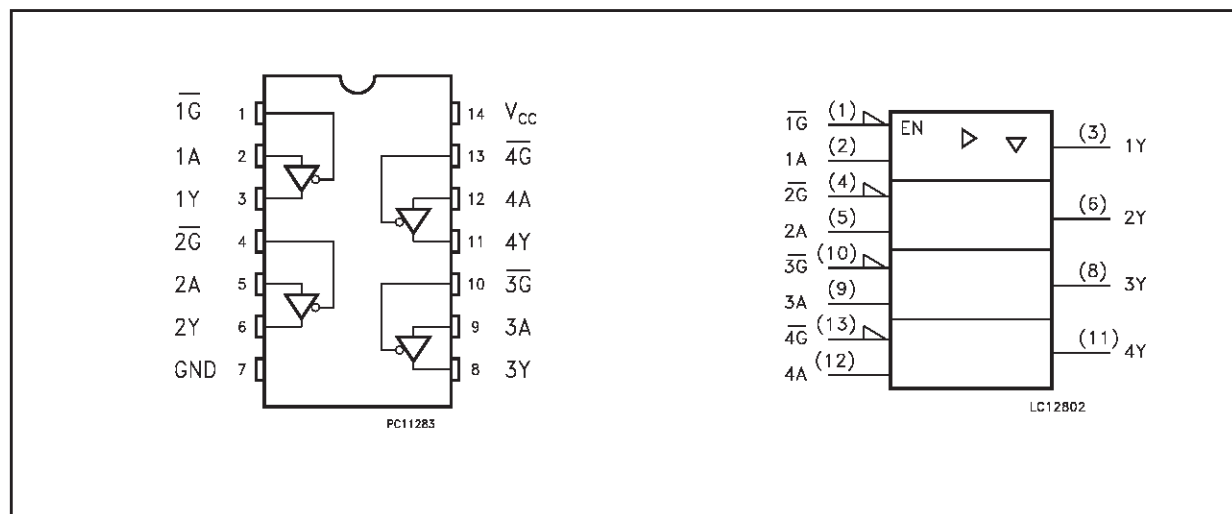 1G̅ 1
1A 2
1Y 3
2G̅ 4
2A 5
2Y 6
GND 7
14 VCC
13 4G̅
12 4A
11 4Y
10 3G̅
9 3A
8 3Y
PC11283
1G̅ (1)
1A (2)
2G̅ (4)
2A (5)
3G̅ (10)
3A (9)
4G̅ (13)
4A (12)
EN
(3) 1Y
(6) 2Y
(8) 3Y
(11) 4Y
LC12802